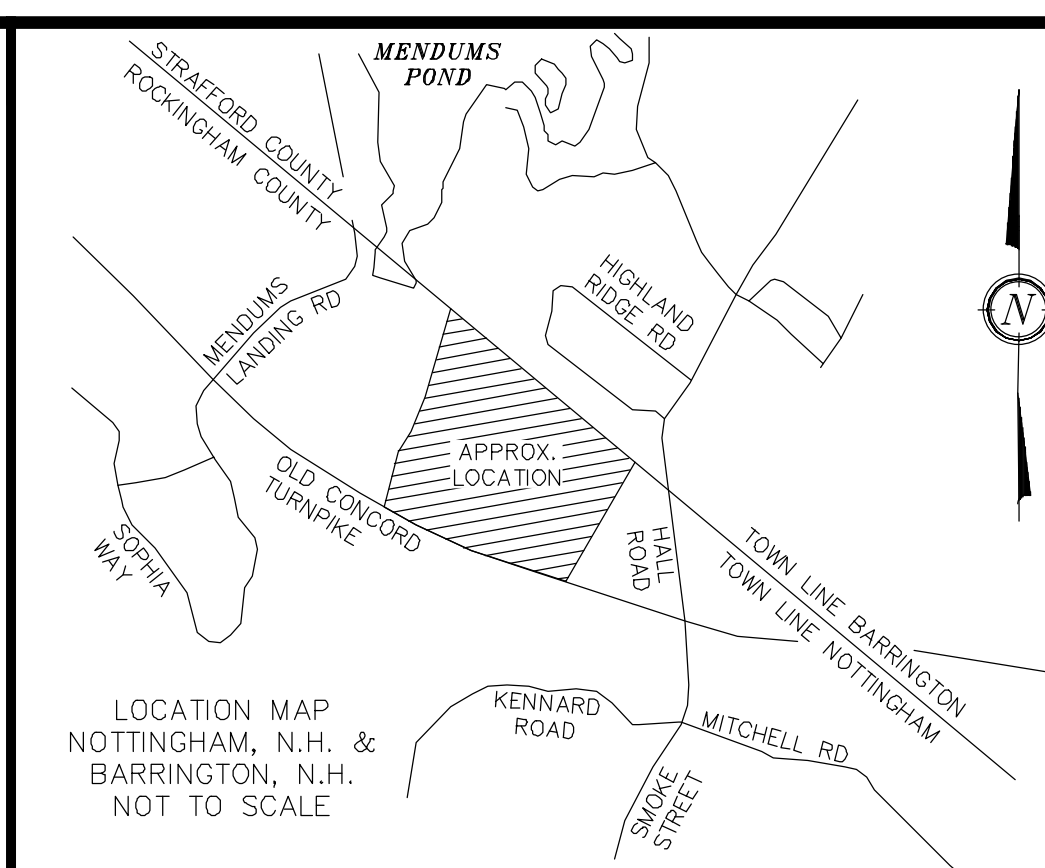 MENDUMS
POND
STRAFFORD COUNTY
ROCKINGHAM COUNTY
HIGHLAND
RIDGE RD
N
MENDUMS
LANDING RD
APPROX.
LOCATION
OLD CONCORD
TURNPIKE
SOPHIA
WAY
HALL
ROAD
TOWN LINE BARRINGTON
TOWN LINE NOTTINGHAM
KENNARD
ROAD
MITCHELL RD
SMOKE
STREET
LOCATION MAP
NOTTINGHAM, N.H. &
BARRINGTON, N.H.
NOT TO SCALE